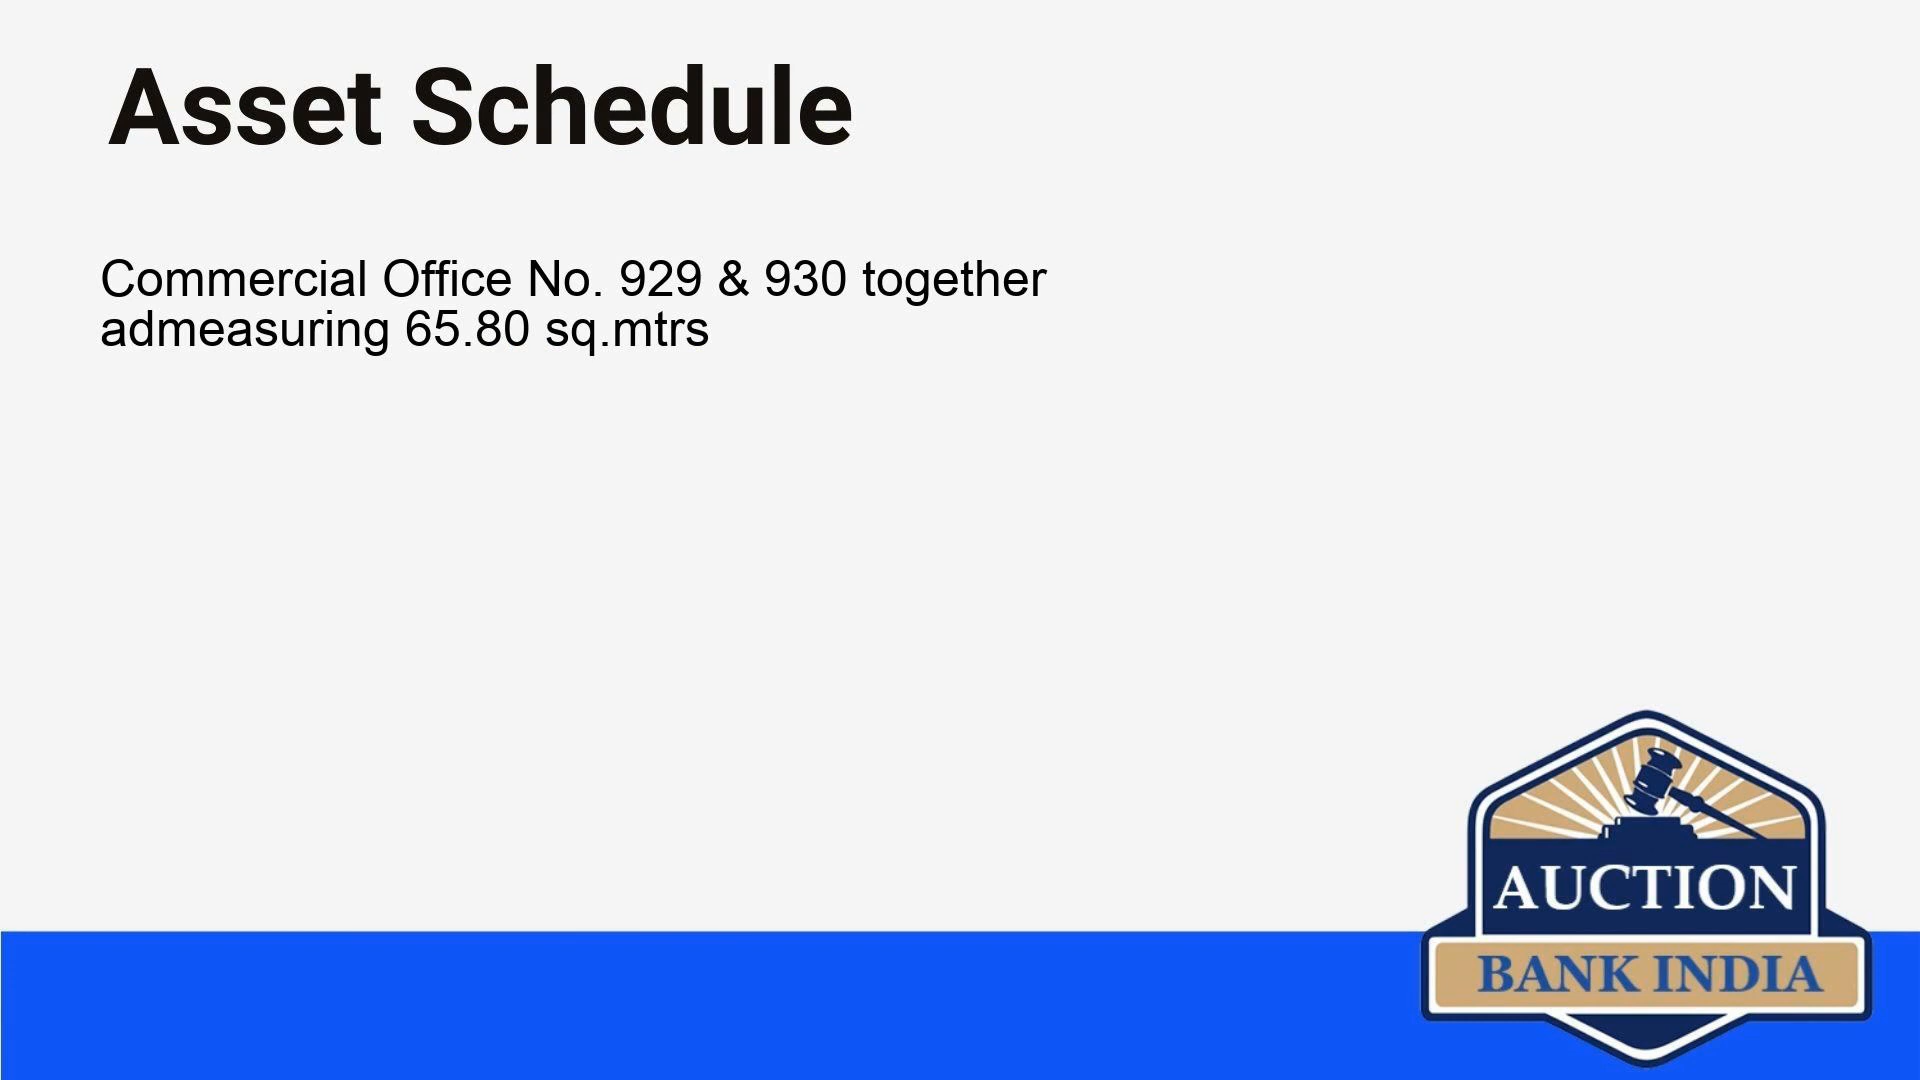 Asset Schedule
Commercial Office No. 929 & 930 together
admeasuring 65.80 sq.mtrs
AUCTION
BANK INDIA